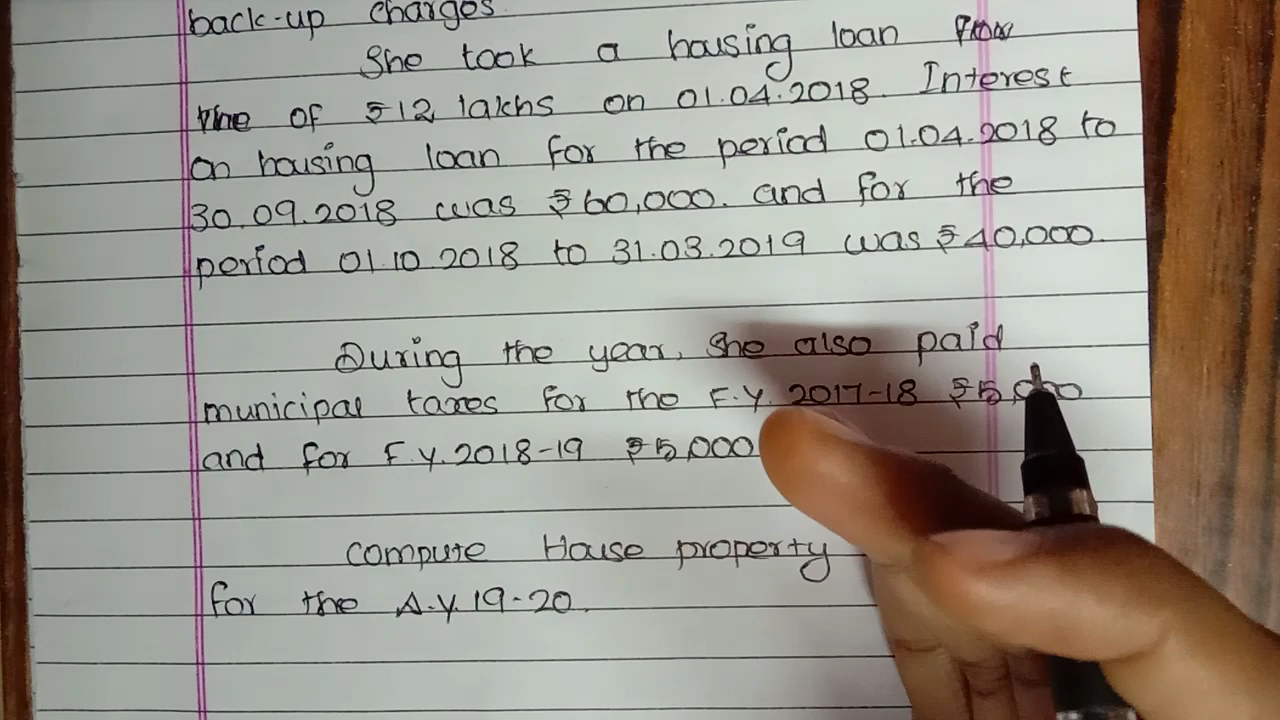 back-up charges.
She took a housing loan
of ₹12 lakhs on 01.04.2018. Interest
on housing loan for the period 01.04.2018 to
30.09.2018 was ₹60,000. and for the
period 01.10.2018 to 31.03.2019 was ₹40,000.
During the year, she also paid
municipal taxes for the F.Y. 2017-18 ₹5,000
and for F.Y. 2018-19 ₹5,000
compute House property
for the A.Y. 19-20.